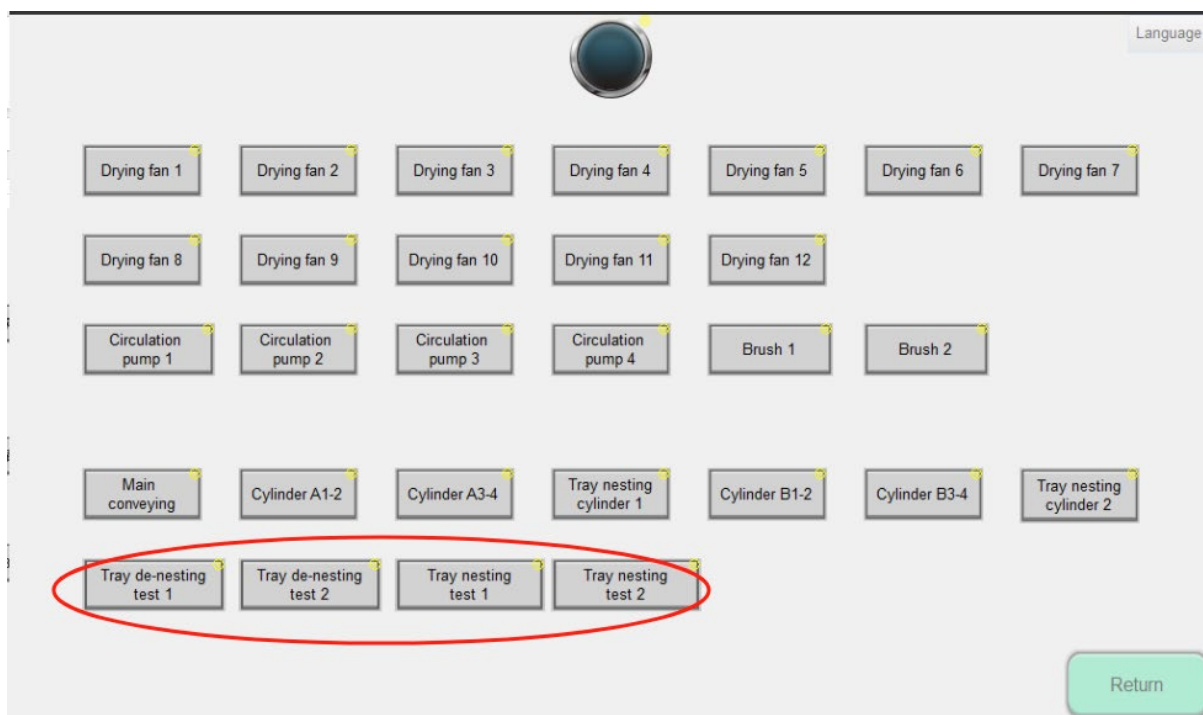 Language
Drying fan 1
Drying fan 2
Drying fan 3
Drying fan 4
Drying fan 5
Drying fan 6
Drying fan 7
Drying fan 8
Drying fan 9
Drying fan 10
Drying fan 11
Drying fan 12
Circulation
pump 1
Circulation
pump 2
Circulation
pump 3
Circulation
pump 4
Brush 1
Brush 2
Main
conveying
Cylinder A1-2
Cylinder A3-4
Tray nesting
cylinder 1
Cylinder B1-2
Cylinder B3-4
Tray nesting
cylinder 2
Tray de-nesting
test 1
Tray de-nesting
test 2
Tray nesting
test 1
Tray nesting
test 2
Return